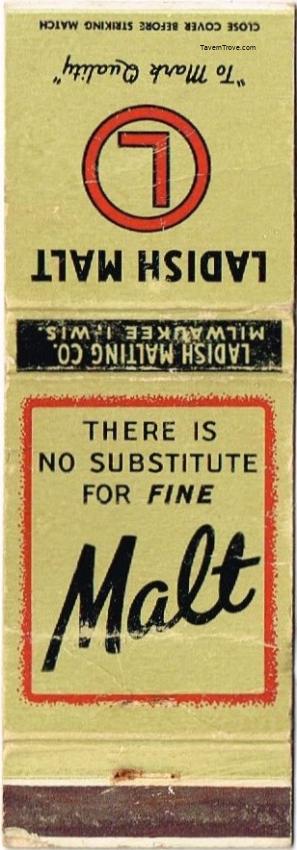 CLOSE COVER BEFORE STRIKING MATCH
TavernTrove.com
"To Mark Quality"
L
LADISH MALT
LADISH MALTING CO.
MILWAUKEE 1, WIS.
THERE IS
NO SUBSTITUTE
FOR FINE
Malt